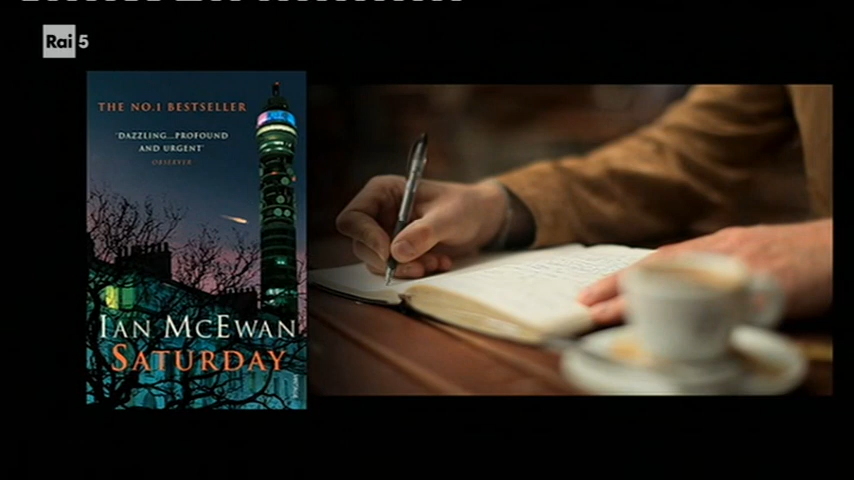 Rai 5
THE NO.1 BESTSELLER
'DAZZLING...PROFOUND
AND URGENT'
OBSERVER
IAN MCEWAN
SATURDAY